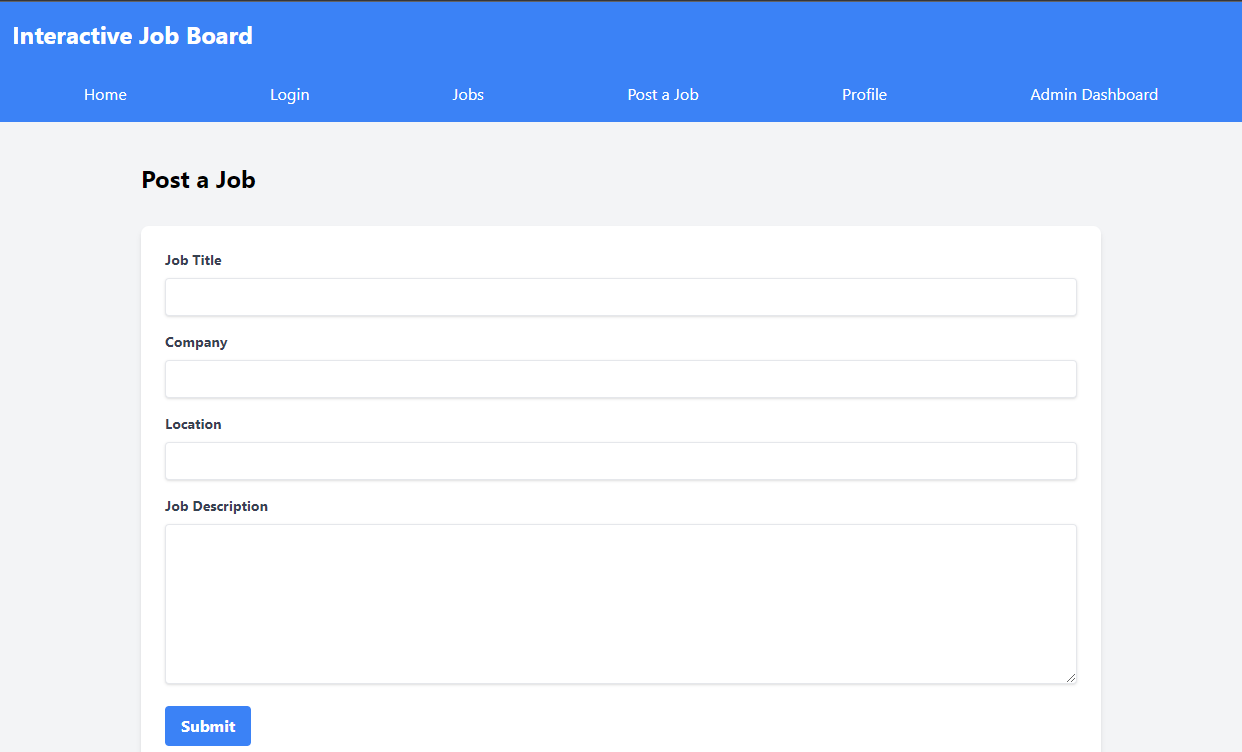 Interactive Job Board
Home Login Jobs Post a Job Profile Admin Dashboard
Post a Job
Job Title
Company
Location
Job Description
Submit